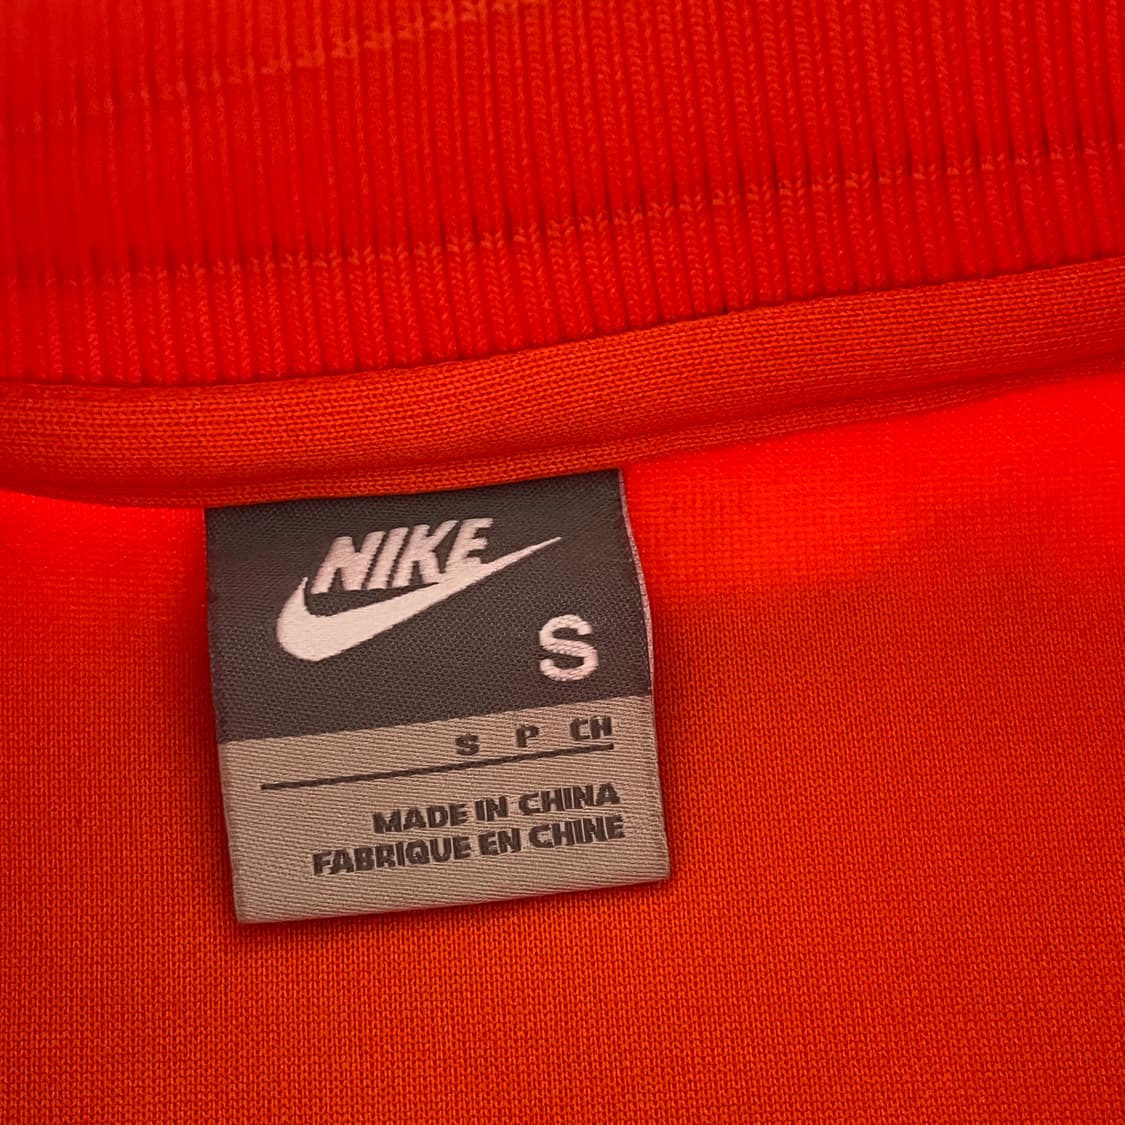 NIKE
S
S P CH
MADE IN CHINA
FABRIQUE EN CHINE